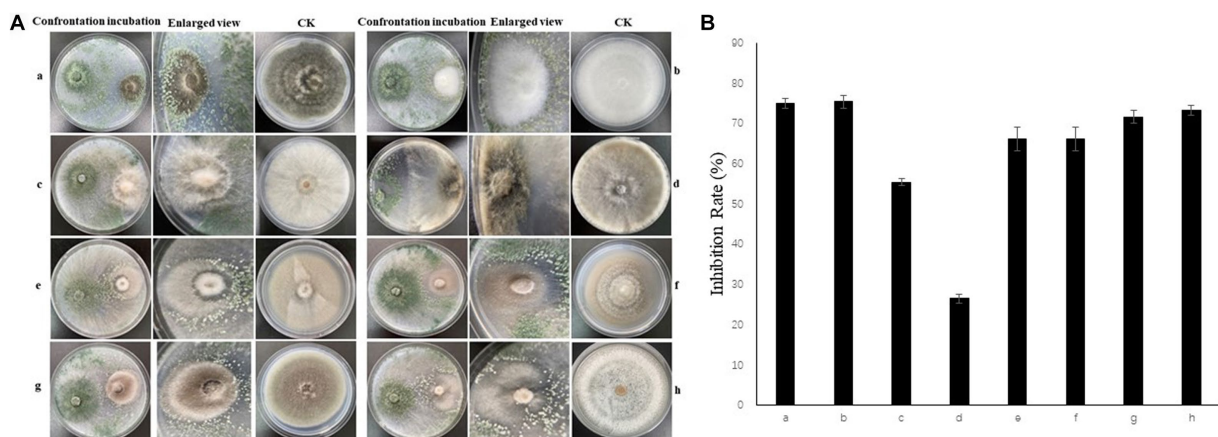 A
Confrontation incubation Enlarged view CK Confrontation incubation Enlarged view CK
a
b
c
d
e
f
g
h
B
Inhibition Rate (%)
90
80
70
60
50
40
30
20
10
0
a b c d e f g h